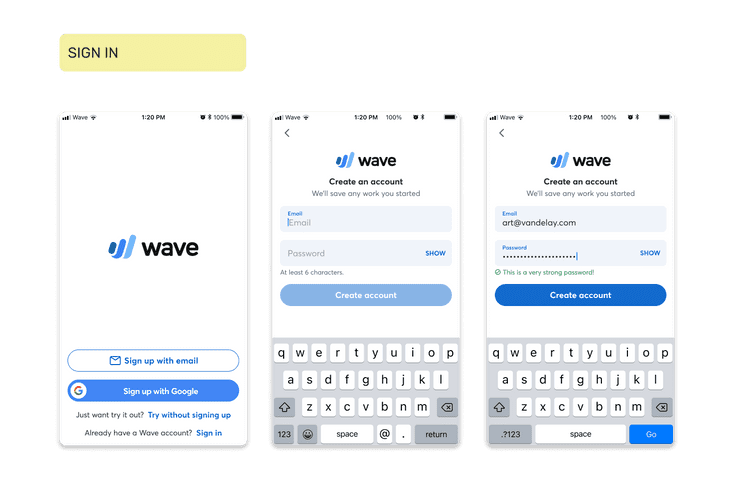 SIGN IN
Wave 1:20 PM 100%
wave
Sign up with email
G Sign up with Google
Just want try it out? Try without signing up
Already have a Wave account? Sign in
Wave 1:20 PM 100%
wave
Create an account
We'll save any work you started
Email
Email
Password SHOW
At least 6 characters.
Create account
q w e r t y u i o p
a s d f g h j k l
z x c v b n m
123 space @ . return
Wave 1:20 PM 100%
wave
Create an account
We'll save any work you started
Email
art@vandelay.com
Password
••••••••••••••••••••• SHOW
This is a very strong password!
Create account
q w e r t y u i o p
a s d f g h j k l
z x c v b n m
.?123 space Go